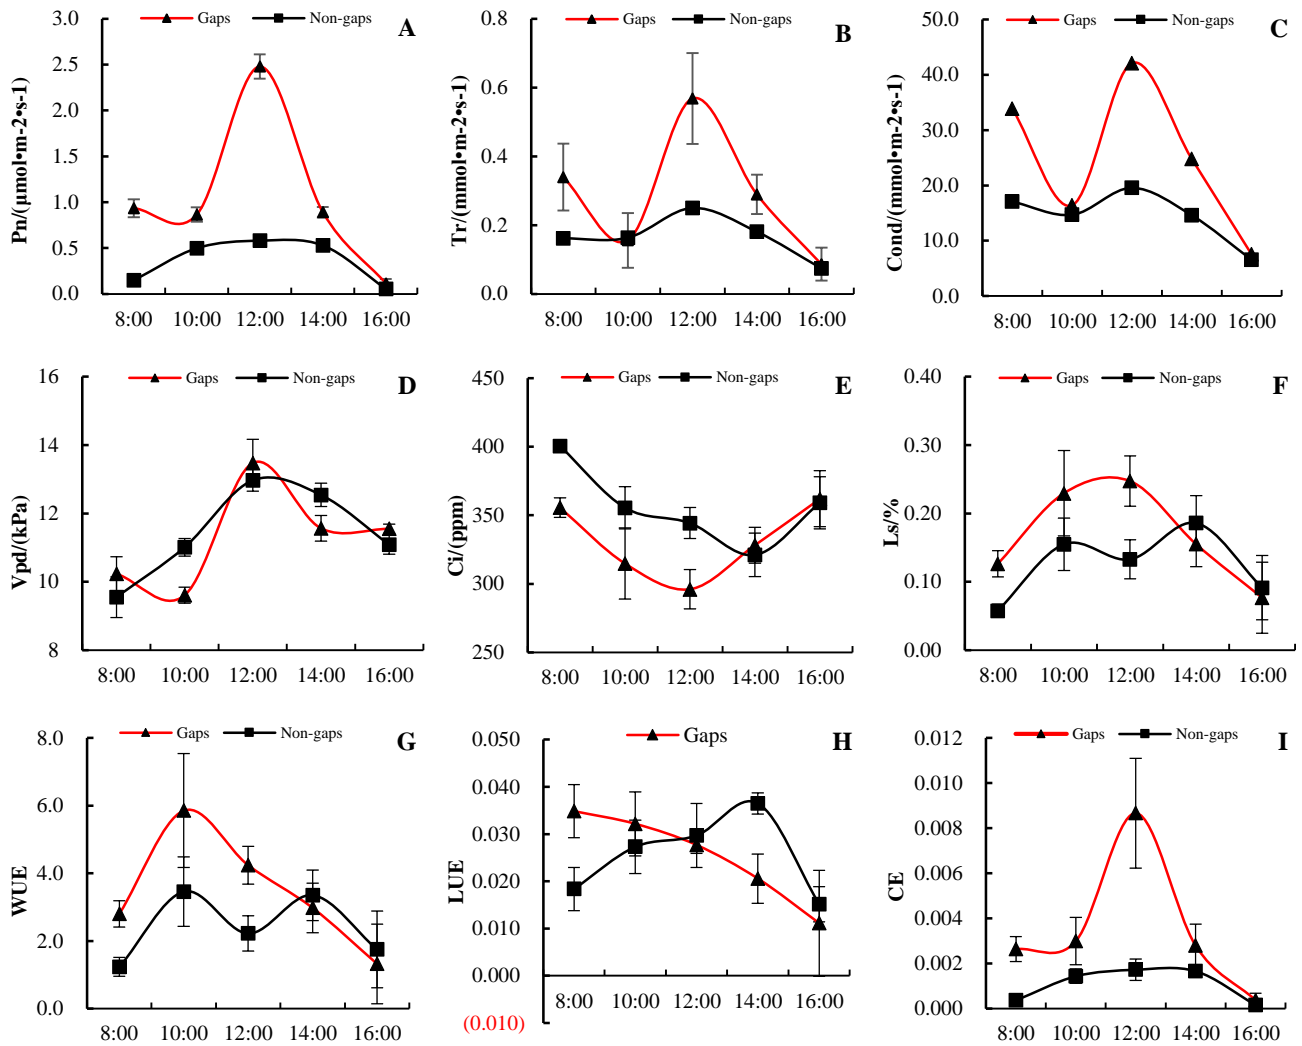 Gaps Non-gaps A
Pn/(μmol•m-2•s-1)
3.0
2.5
2.0
1.5
1.0
0.5
0.0
8:00 10:00 12:00 14:00 16:00
Gaps Non-gaps B
Tr/(mmol•m-2•s-1)
0.8
0.6
0.4
0.2
0.0
8:00 10:00 12:00 14:00 16:00
Gaps Non-gaps C
Cond/(mmol•m-2•s-1)
50.0
40.0
30.0
20.0
10.0
0.0
8:00 10:00 12:00 14:00 16:00
Gaps Non-gaps D
Vpd/(kPa)
16
14
12
10
8
8:00 10:00 12:00 14:00 16:00
Gaps Non-gaps E
Ci/(ppm)
450
400
350
300
250
8:00 10:00 12:00 14:00 16:00
Gaps Non-gaps F
Ls/%
0.40
0.30
0.20
0.10
0.00
8:00 10:00 12:00 14:00 16:00
Gaps Non-gaps G
WUE
8.0
6.0
4.0
2.0
0.0
8:00 10:00 12:00 14:00 16:00
Gaps H
LUE
0.050
0.040
0.030
0.020
0.010
0.000
(0.010)
8:00 10:00 12:00 14:00 16:00
Gaps Non-gaps I
CE
0.012
0.010
0.008
0.006
0.004
0.002
0.000
8:00 10:00 12:00 14:00 16:00